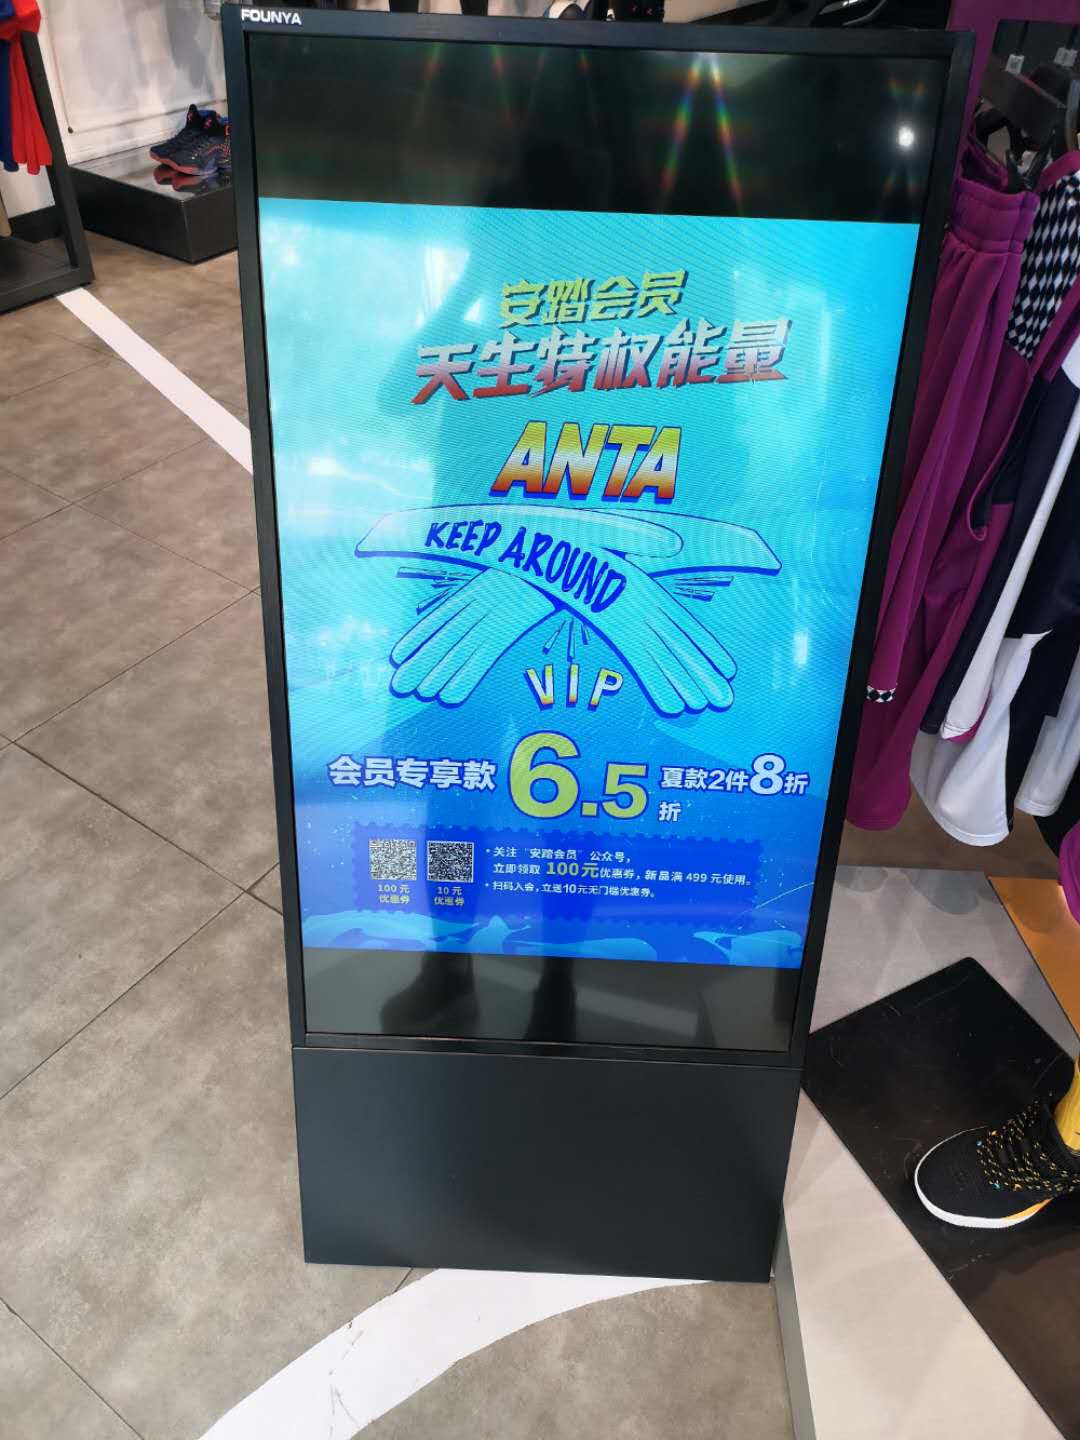 FOUNYA
安踏会员
天生特权能量
ANTA
KEEP AROUND
VIP
会员专享款6.5折 夏款2件8折
100元
优惠券
10元
优惠券
·关注“安踏会员”公众号，
立即领取 100元优惠券，新品满 499 元使用。
·扫码入会，立送10元无门槛优惠券。